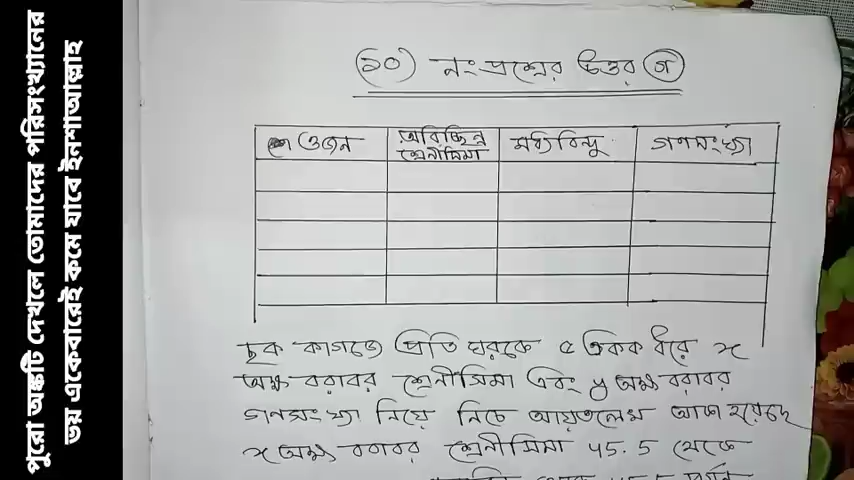 পুরো অঙ্কটি দেখলে তোমাদের পরিসংখ্যানের
ভয় একেবারেই কমে যাবে ইনশাআল্লাহ
১০ নং প্রশ্নের উত্তর গ
ওজন
অবিচ্ছিন্ন শ্রেনীসিমা
মধ্যবিন্দু
গণসংখ্যা
ছক কাগজে প্রতি ঘরকে ৫ একক ধরে x
অক্ষ বরাবর শ্রেনীসিমা এবং y অক্ষ বরাবর
গণসংখ্যা নিয়ে নিচে আয়তলেখ আকা হয়েছে
x অক্ষ বরাবর শ্রেনীসিমা 45.5 থেকে